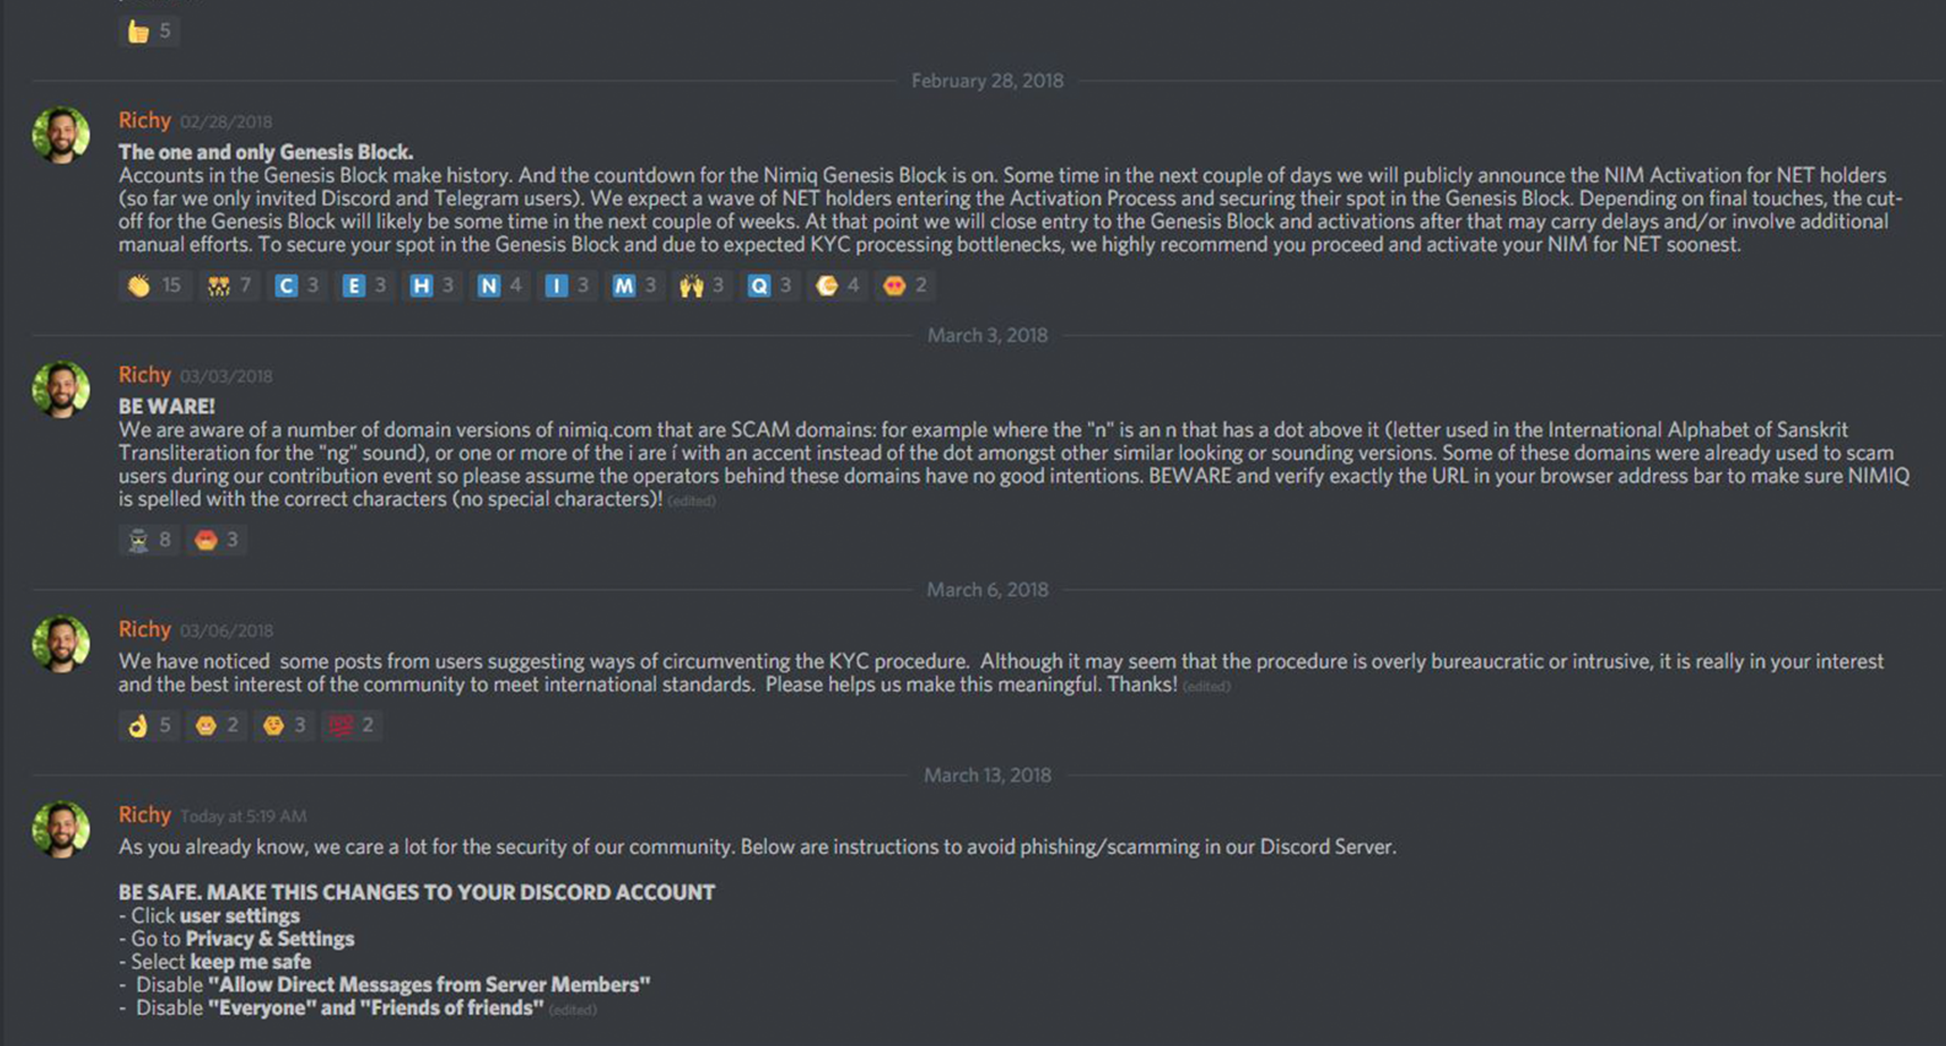 5
February 28, 2018
Richy 02/28/2018
The one and only Genesis Block.
Accounts in the Genesis Block make history. And the countdown for the Nimiq Genesis Block is on. Some time in the next couple of days we will publicly announce the NIM Activation for NET holders
(so far we only invited Discord and Telegram users). We expect a wave of NET holders entering the Activation Process and securing their spot in the Genesis Block. Depending on final touches, the cut-
off for the Genesis Block will likely be some time in the next couple of weeks. At that point we will close entry to the Genesis Block and activations after that may carry delays and/or involve additional
manual efforts. To secure your spot in the Genesis Block and due to expected KYC processing bottlenecks, we highly recommend you proceed and activate your NIM for NET soonest.
15 7 C 3 E 3 H 3 N 4 I 3 M 3 3 Q 3 4 2
March 3, 2018
Richy 03/03/2018
BE WARE!
We are aware of a number of domain versions of nimiq.com that are SCAM domains: for example where the "n" is an n that has a dot above it (letter used in the International Alphabet of Sanskrit
Transliteration for the "ng" sound), or one or more of the i are í with an accent instead of the dot amongst other similar looking or sounding versions. Some of these domains were already used to scam
users during our contribution event so please assume the operators behind these domains have no good intentions. BEWARE and verify exactly the URL in your browser address bar to make sure NIMIQ
is spelled with the correct characters (no special characters)! (edited)
8 3
March 6, 2018
Richy 03/06/2018
We have noticed  some posts from users suggesting ways of circumventing the KYC procedure.  Although it may seem that the procedure is overly bureaucratic or intrusive, it is really in your interest
and the best interest of the community to meet international standards.  Please helps us make this meaningful. Thanks! (edited)
5 2 3 100 2
March 13, 2018
Richy Today at 5:19 AM
As you already know, we care a lot for the security of our community. Below are instructions to avoid phishing/scamming in our Discord Server.
BE SAFE. MAKE THIS CHANGES TO YOUR DISCORD ACCOUNT
- Click user settings
- Go to Privacy & Settings
- Select keep me safe
-  Disable "Allow Direct Messages from Server Members"
-  Disable "Everyone" and "Friends of friends" (edited)